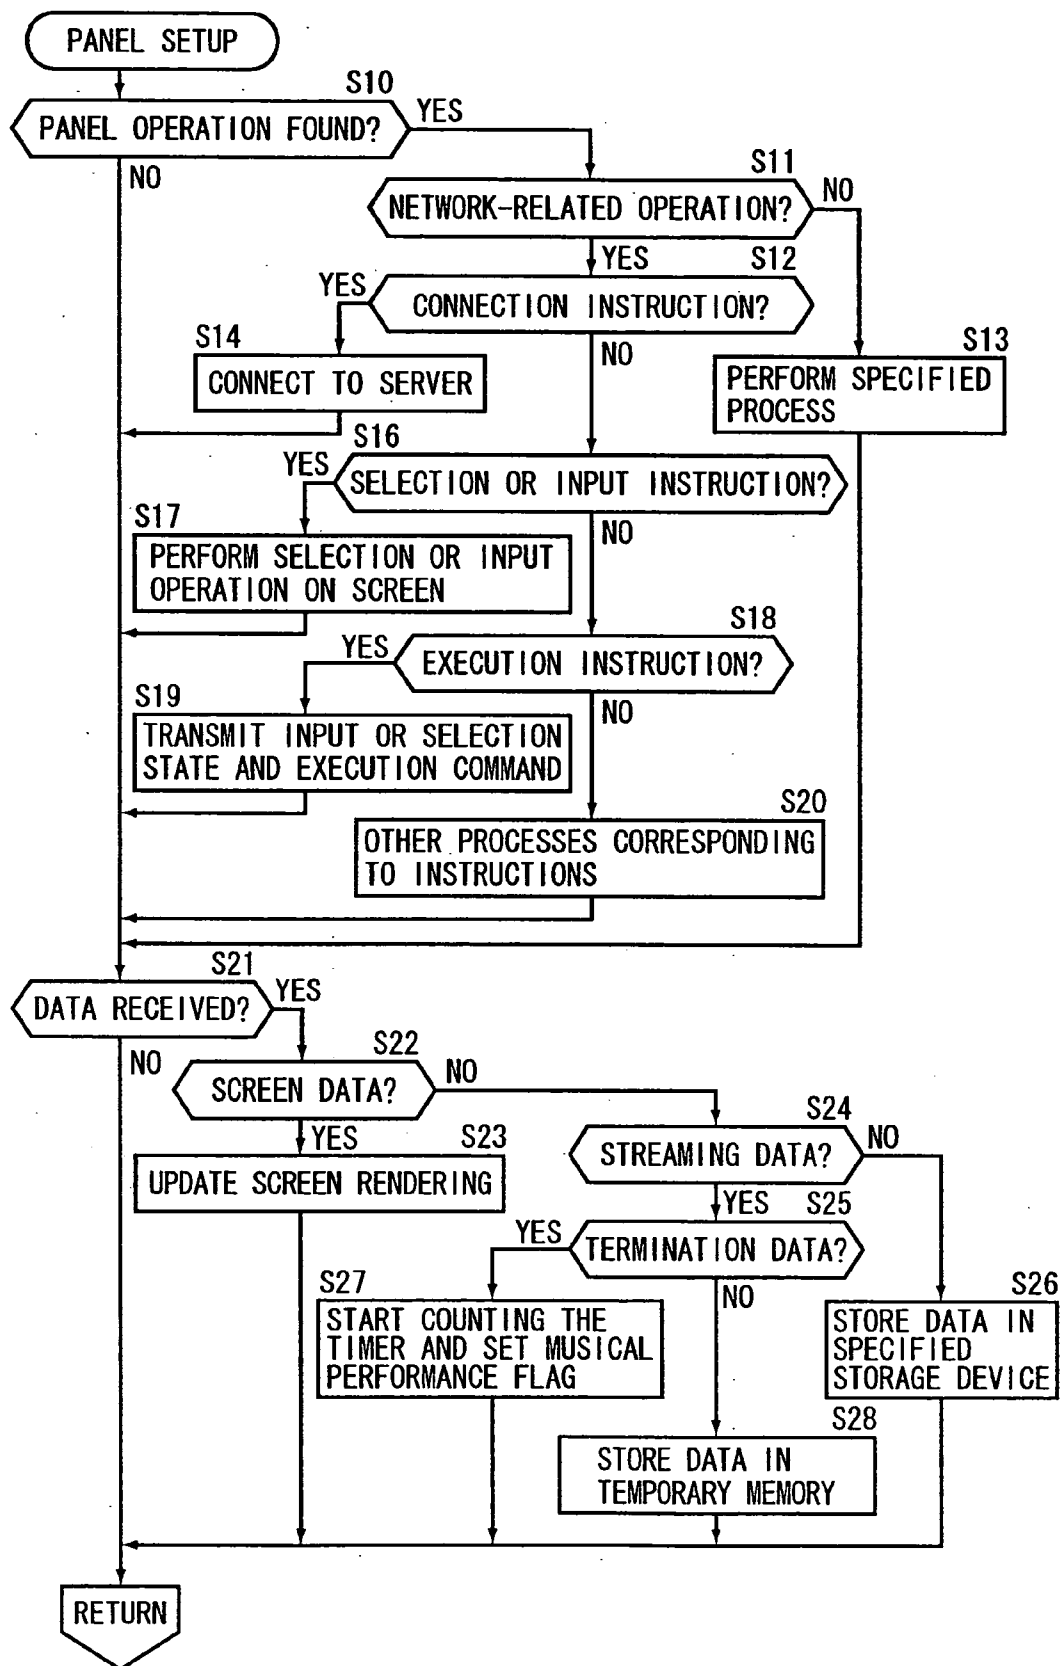 PANEL SETUP
S10
PANEL OPERATION FOUND?
YES
NO
S11
NETWORK-RELATED OPERATION?
NO
YES
S12
YES
CONNECTION INSTRUCTION?
NO
S14
CONNECT TO SERVER
S13
PERFORM SPECIFIED
PROCESS
S16
YES
SELECTION OR INPUT INSTRUCTION?
NO
S17
PERFORM SELECTION OR INPUT
OPERATION ON SCREEN
S18
YES
EXECUTION INSTRUCTION?
NO
S19
TRANSMIT INPUT OR SELECTION
STATE AND EXECUTION COMMAND
S20
OTHER PROCESSES CORRESPONDING
TO INSTRUCTIONS
S21
DATA RECEIVED?
YES
NO
S22
SCREEN DATA?
NO
YES
S23
UPDATE SCREEN RENDERING
S24
STREAMING DATA?
NO
YES
S25
YES
TERMINATION DATA?
NO
S27
START COUNTING THE
TIMER AND SET MUSICAL
PERFORMANCE FLAG
S26
STORE DATA IN
SPECIFIED
STORAGE DEVICE
S28
STORE DATA IN
TEMPORARY MEMORY
RETURN